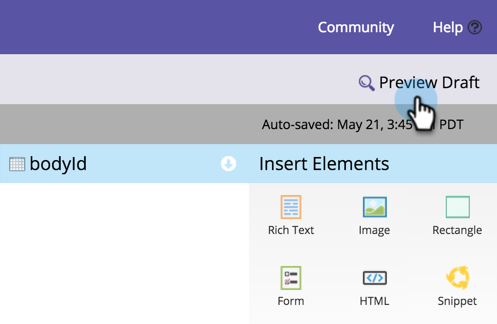 Community Help
Preview Draft
Auto-saved: May 21, 3:45 PDT
bodyId
Insert Elements
Rich Text Image Rectangle
Form HTML Snippet